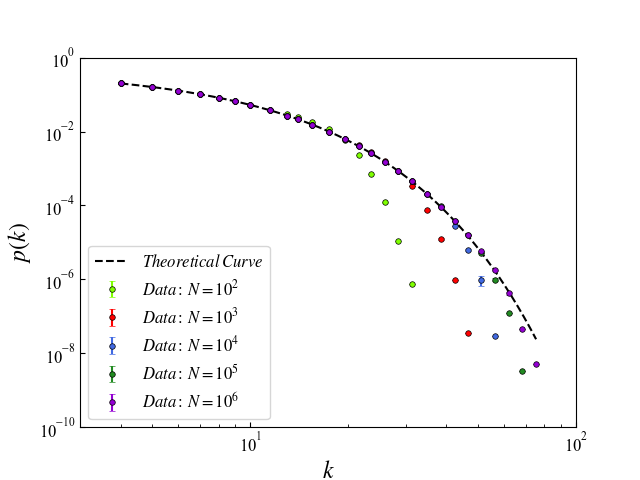 10^0
10^{-2}
10^{-4}
10^{-6}
10^{-8}
10^{-10}
p(k)
Theoretical Curve
Data: N = 10^2
Data: N = 10^3
Data: N = 10^4
Data: N = 10^5
Data: N = 10^6
10^1
10^2
k